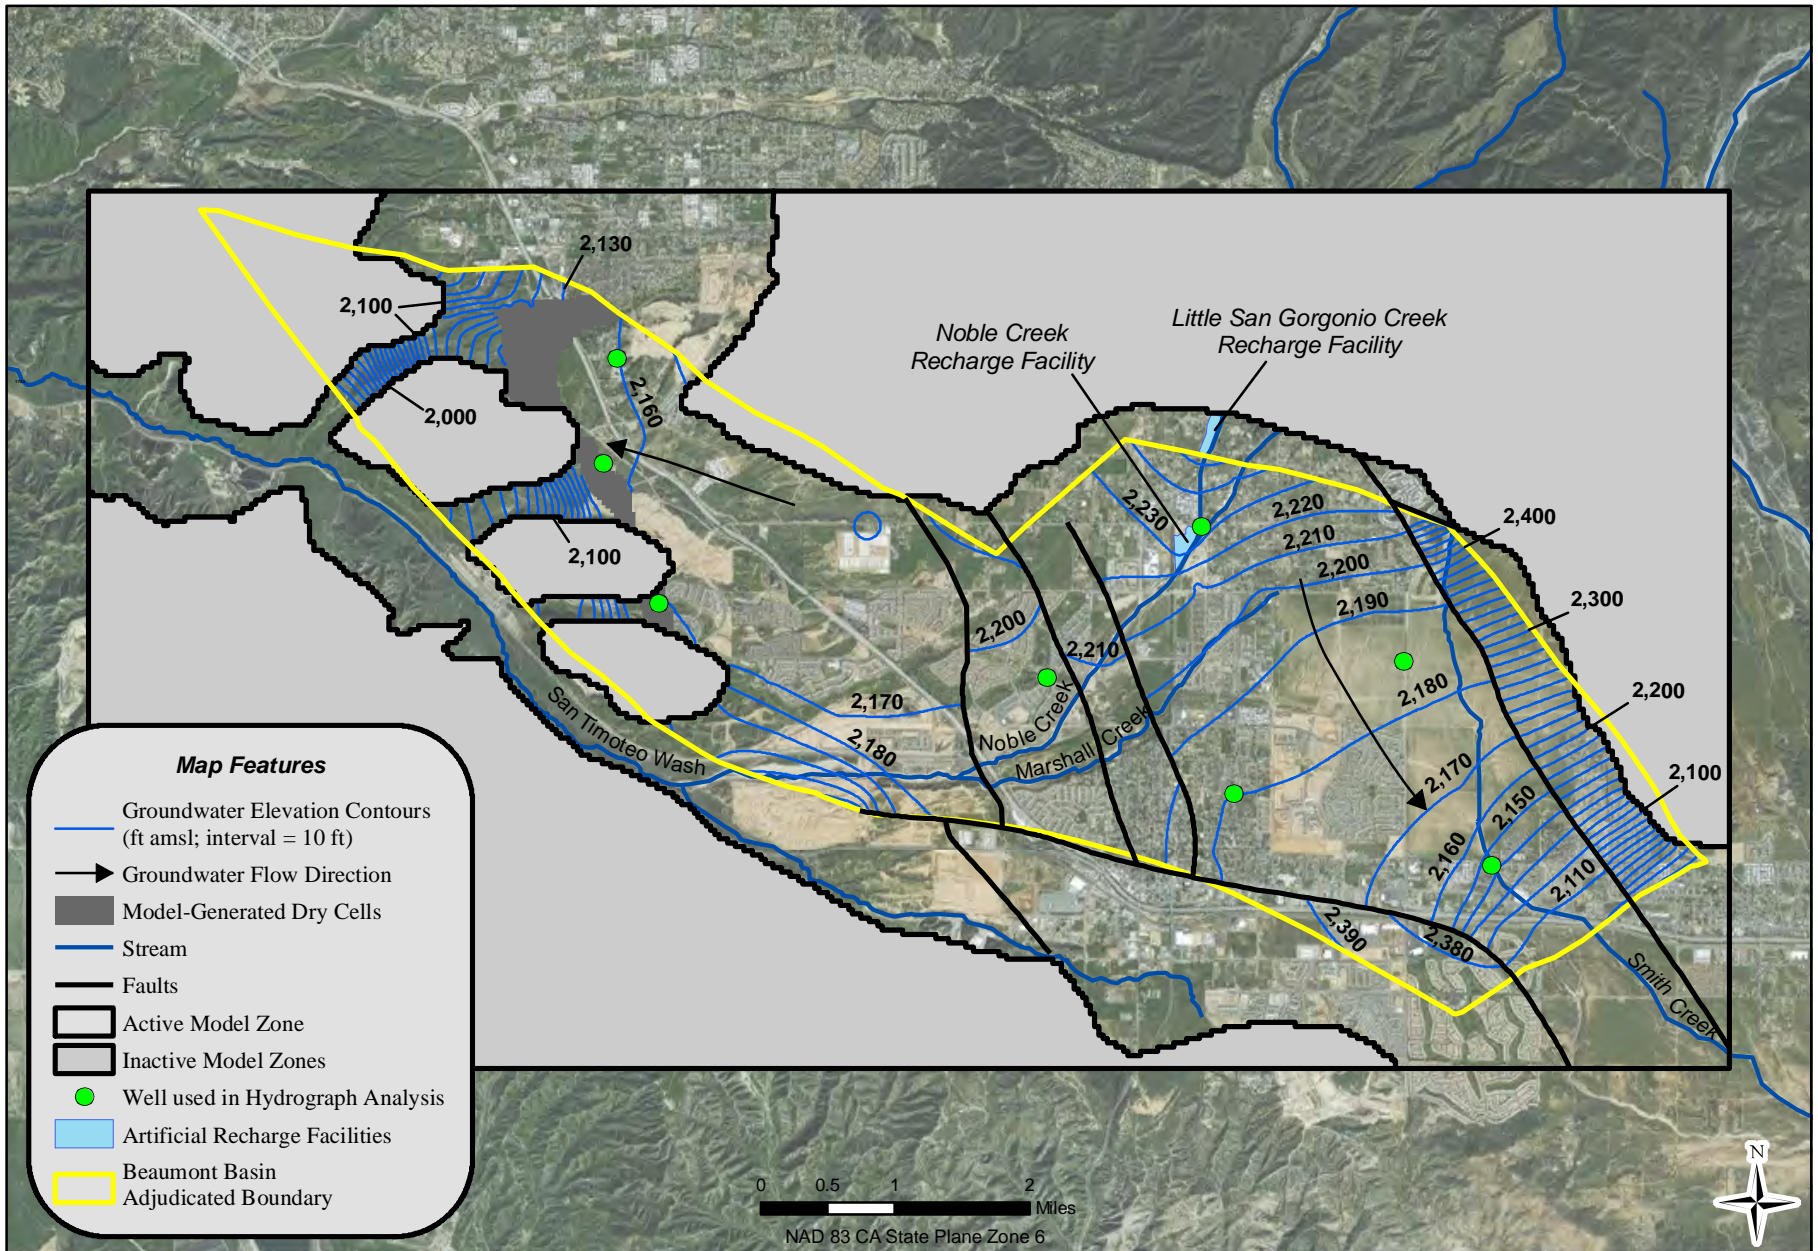 2,130
2,100
Noble Creek
Recharge Facility
Little San Gorgonio Creek
Recharge Facility
2,160
2,000
2,230
2,220
2,210
2,400
2,200
2,190
2,300
2,100
2,200
2,210
2,180
2,200
2,170
2,180
Noble Creek
Marshall Creek
San Timoteo Wash
2,170
2,150
2,100
2,160
2,110
2,390
2,380
Smith Creek
Map Features
Groundwater Elevation Contours
(ft amsl; interval = 10 ft)
Groundwater Flow Direction
Model-Generated Dry Cells
Stream
Faults
Active Model Zone
Inactive Model Zones
Well used in Hydrograph Analysis
Artificial Recharge Facilities
Beaumont Basin
Adjudicated Boundary
0 0.5 1 2
Miles
NAD 83 CA State Plane Zone 6
N